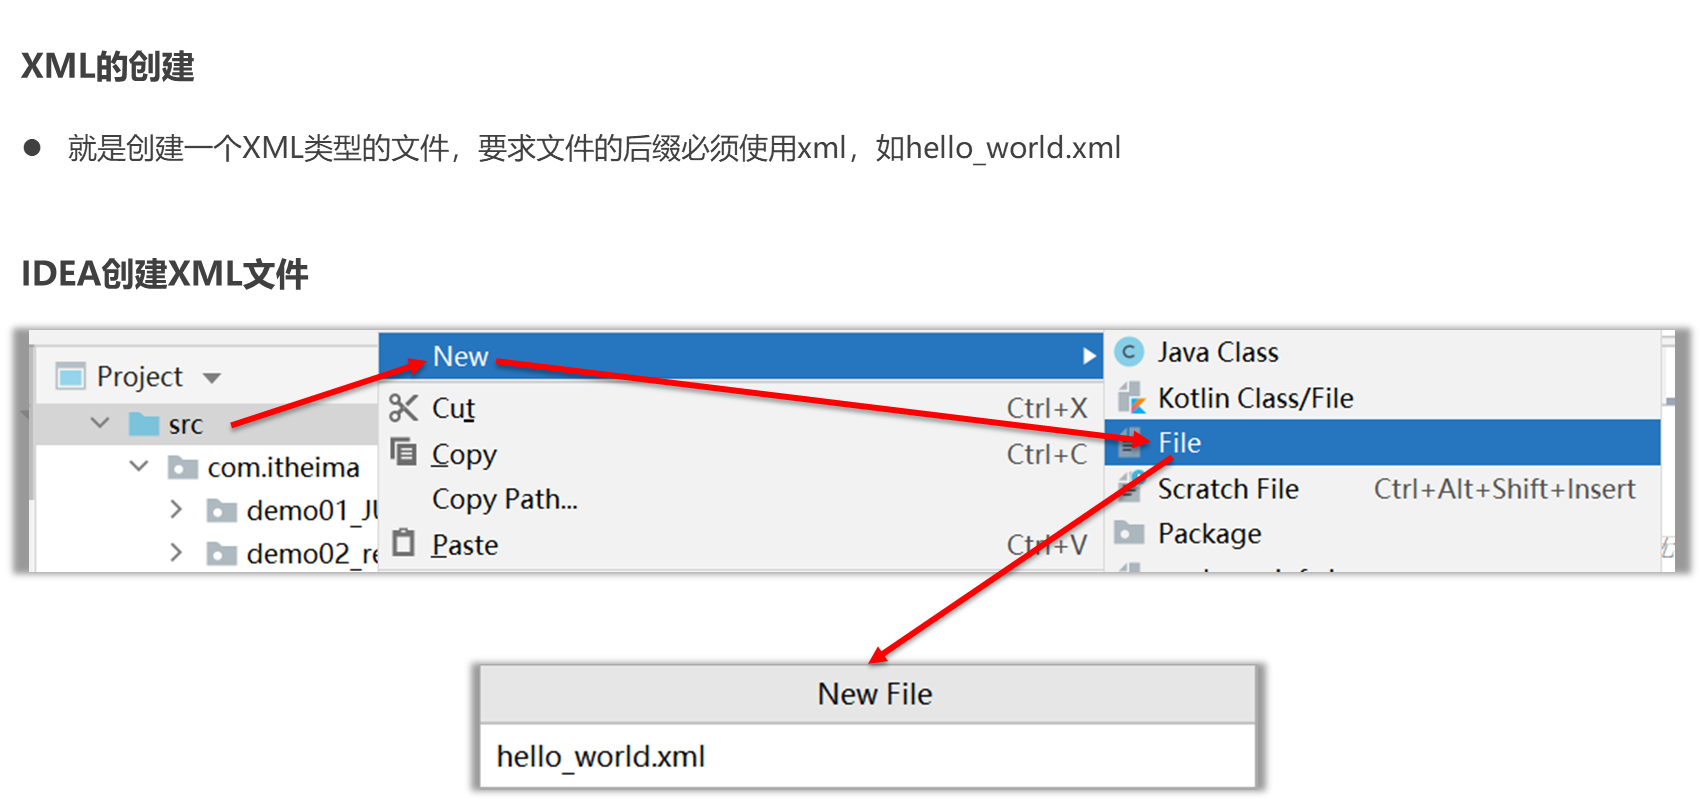 XML的创建
● 就是创建一个XML类型的文件，要求文件的后缀必须使用xml，如hello_world.xml
IDEA创建XML文件
Project
src
com.itheima
demo01_JU
demo02_re
New
Cut Ctrl+X
Copy Ctrl+C
Copy Path...
Paste Ctrl+V
Java Class
Kotlin Class/File
File
Scratch File Ctrl+Alt+Shift+Insert
Package
New File
hello_world.xml